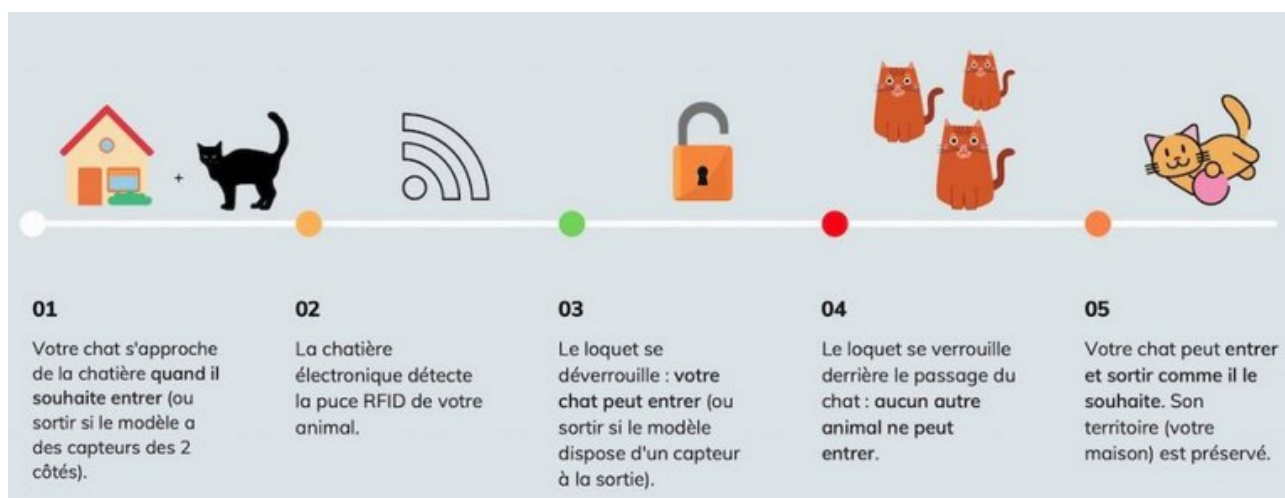 +
01
Votre chat s'approche
de la chatière quand il
souhaite entrer (ou
sortir si le modèle a
des capteurs des 2
côtés).
02
La chatière
électronique détecte
la puce RFID de votre
animal.
03
Le loquet se
déverrouille : votre
chat peut entrer (ou
sortir si le modèle
dispose d'un capteur
à la sortie).
04
Le loquet se verrouille
derrière le passage du
chat : aucun autre
animal ne peut
entrer.
05
Votre chat peut entrer
et sortir comme il le
souhaite. Son
territoire (votre
maison) est préservé.